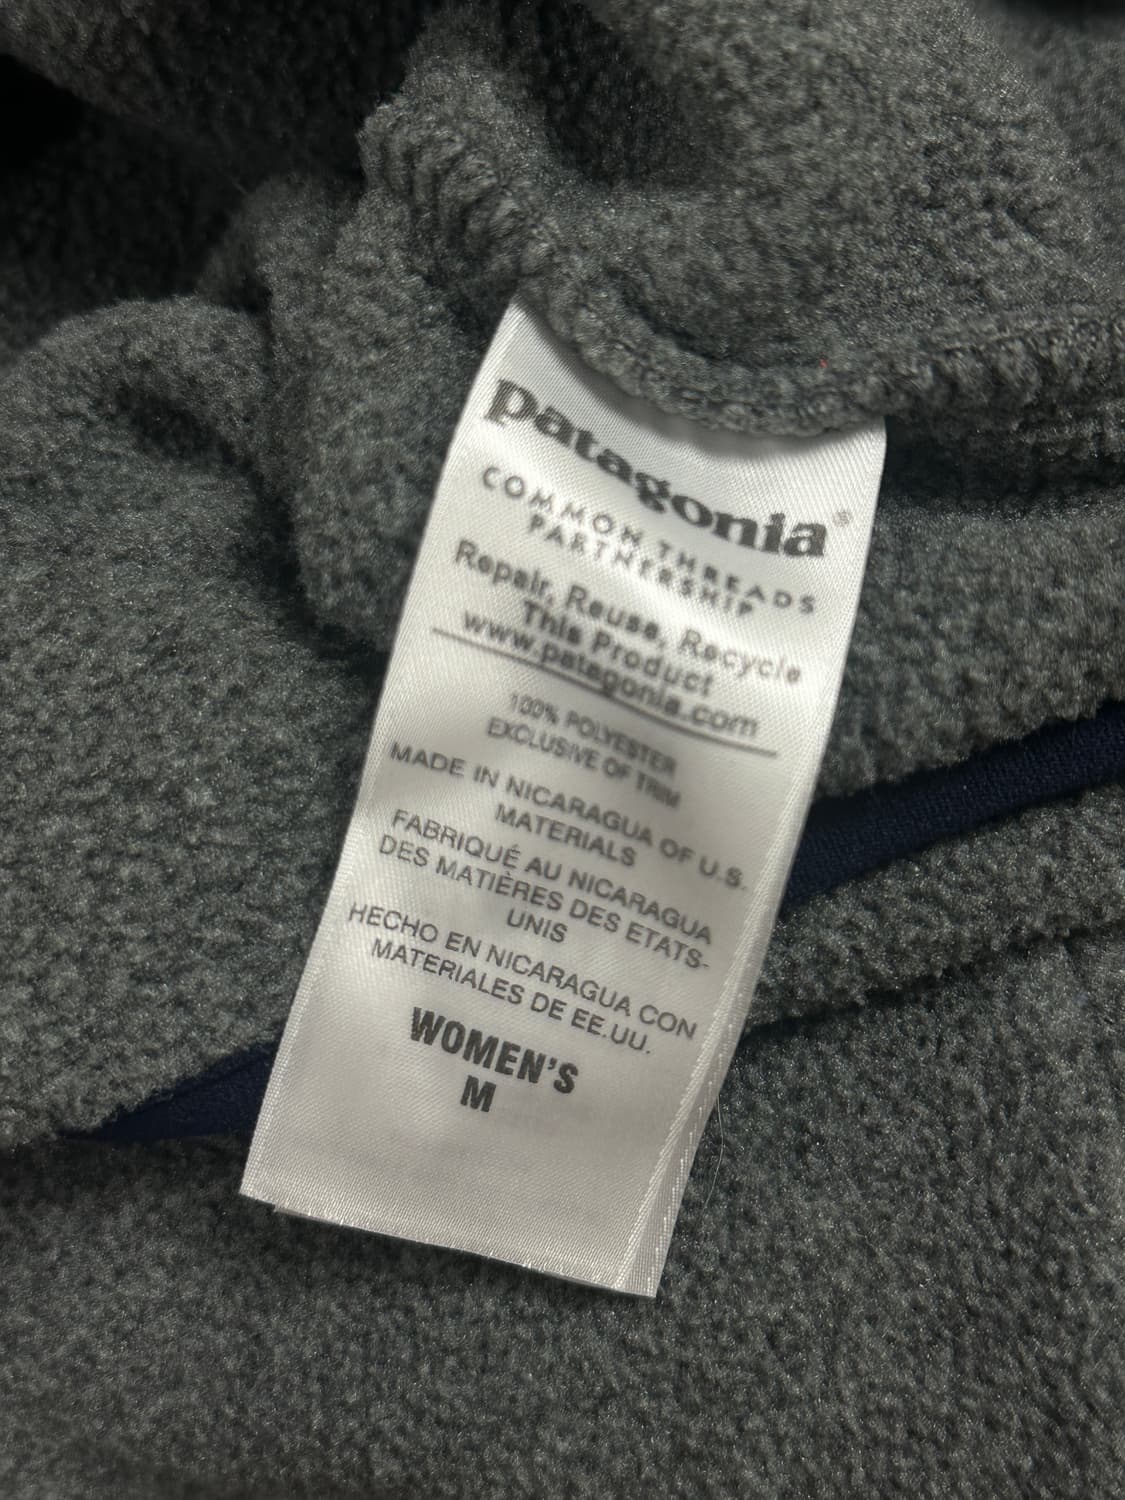 patagonia®
COMMON THREADS
PARTNERSHIP
Repair, Reuse, Recycle
This Product
www.patagonia.com
100% POLYESTER
EXCLUSIVE OF TRIM
MADE IN NICARAGUA OF U.S.
MATERIALS
FABRIQUÉ AU NICARAGUA
DES MATIÈRES DES ETATS-
UNIS
HECHO EN NICARAGUA CON
MATERIALES DE EE.UU.
WOMEN'S
M